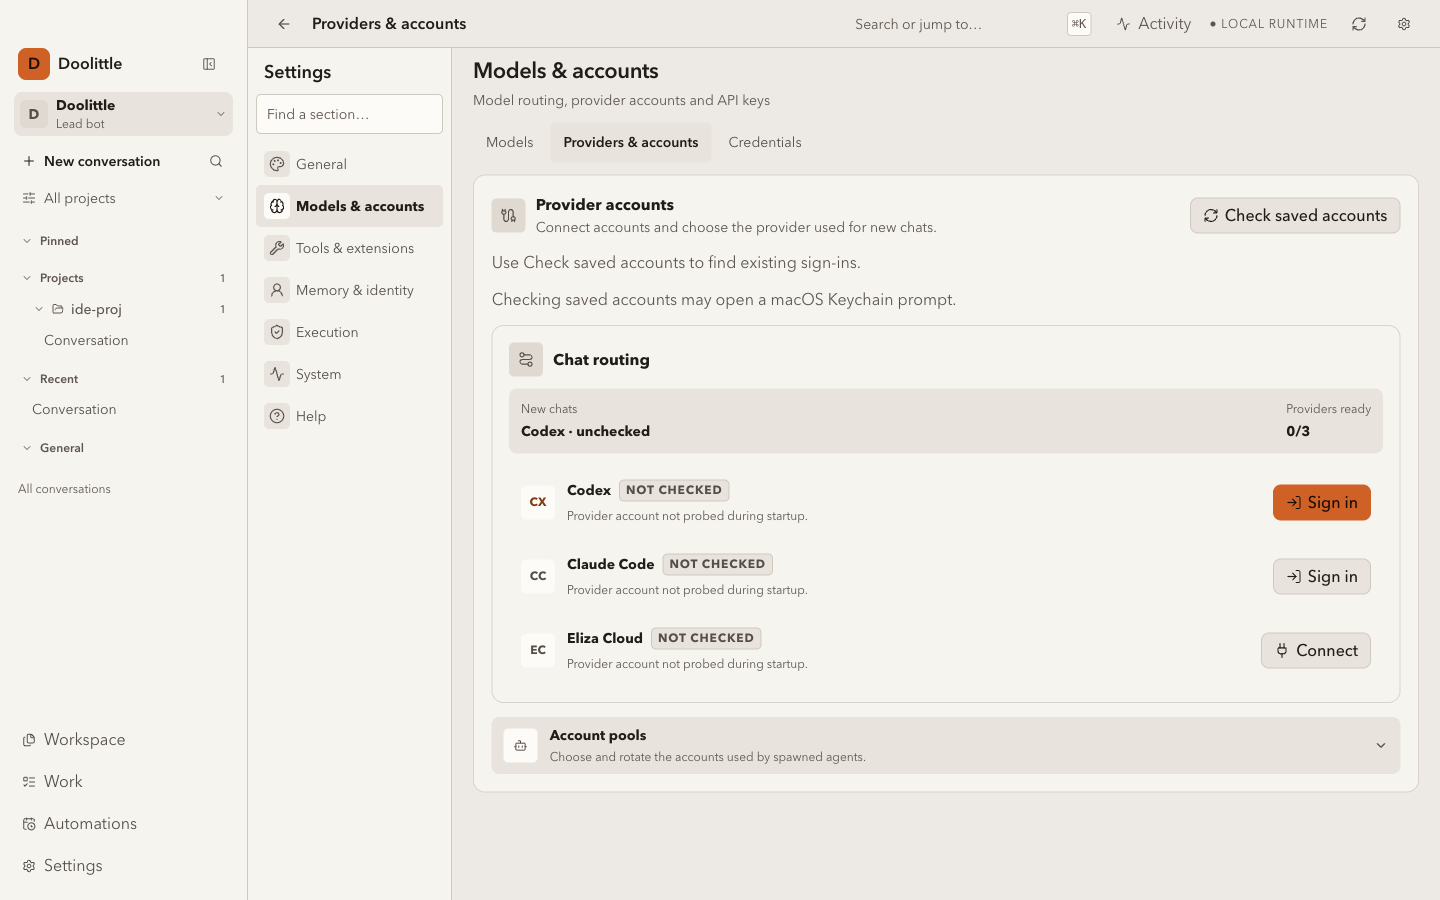 Providers & accounts
Search or jump to…
⌘K
Activity
• LOCAL RUNTIME
D
Doolittle
D
Doolittle
Lead bot
New conversation
All projects
Pinned
Projects 1
ide-proj 1
Conversation
Recent 1
Conversation
General
All conversations
Workspace
Work
Automations
Settings
Settings
Find a section…
General
Models & accounts
Tools & extensions
Memory & identity
Execution
System
Help
Models & accounts
Model routing, provider accounts and API keys
Models
Providers & accounts
Credentials
Provider accounts
Connect accounts and choose the provider used for new chats.
Check saved accounts
Use Check saved accounts to find existing sign-ins.
Checking saved accounts may open a macOS Keychain prompt.
Chat routing
New chats
Codex · unchecked
Providers ready
0/3
CX
Codex NOT CHECKED
Provider account not probed during startup.
Sign in
CC
Claude Code NOT CHECKED
Provider account not probed during startup.
Sign in
EC
Eliza Cloud NOT CHECKED
Provider account not probed during startup.
Connect
Account pools
Choose and rotate the accounts used by spawned agents.